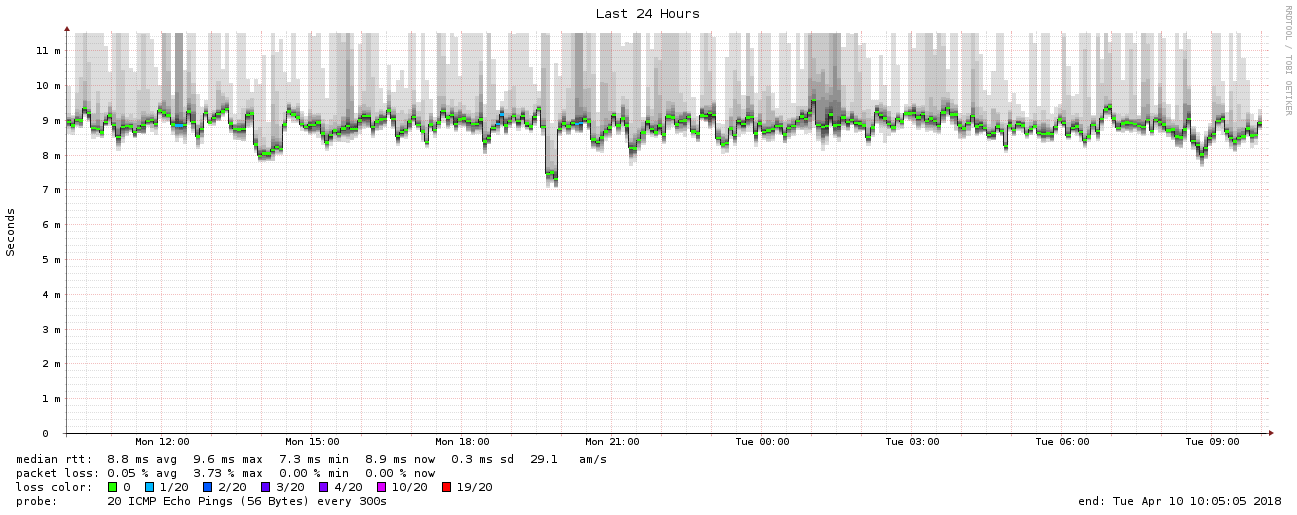 Last 24 Hours
RRDTOOL / TOBI OETIKER
Seconds
11 m
10 m
9 m
8 m
7 m
6 m
5 m
4 m
3 m
2 m
1 m
0
Mon 12:00 Mon 15:00 Mon 18:00 Mon 21:00 Tue 00:00 Tue 03:00 Tue 06:00 Tue 09:00
median rtt: 8.8 ms avg 9.6 ms max 7.3 ms min 8.9 ms now 0.3 ms sd 29.1 am/s
packet loss: 0.05 % avg 3.73 % max 0.00 % min 0.00 % now
loss color: 0 1/20 2/20 3/20 4/20 10/20 19/20
probe: 20 ICMP Echo Pings (56 Bytes) every 300s end: Tue Apr 10 10:05:05 2018